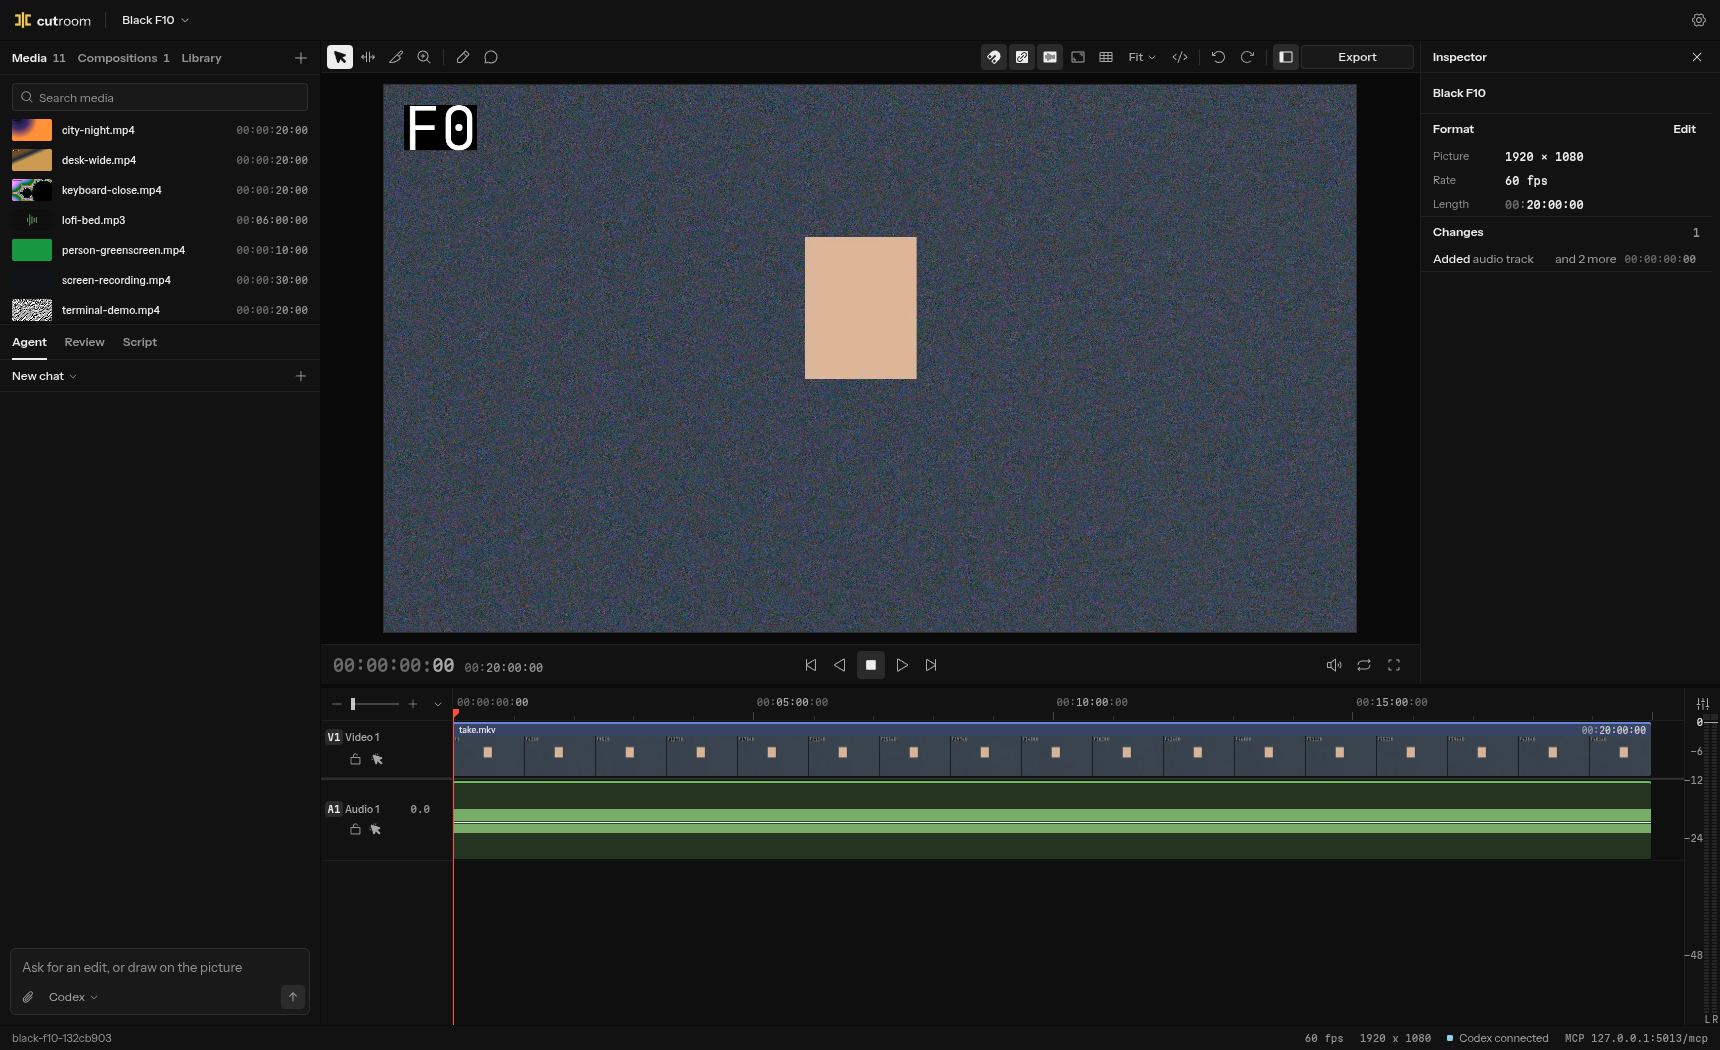 cutroom
Black F10
Media 11
Compositions 1
Library
Fit
Export
Inspector
Search media
city-night.mp4 00:00:20:00
desk-wide.mp4 00:00:20:00
keyboard-close.mp4 00:00:20:00
lofi-bed.mp3 00:06:00:00
person-greenscreen.mp4 00:00:10:00
screen-recording.mp4 00:00:30:00
terminal-demo.mp4 00:00:20:00
Agent
Review
Script
New chat
F0
Black F10
Format Edit
Picture 1920 × 1080
Rate 60 fps
Length 00:20:00:00
Changes 1
Added audio track and 2 more 00:00:00:00
00:00:00:00 00:20:00:00
00:00:00:00 00:05:00:00 00:10:00:00 00:15:00:00
V1 Video 1
take.mkv 00:20:00:00
A1 Audio 1 0.0
0
-6
-12
-24
-48
L R
Ask for an edit, or draw on the picture
Codex
black-f10-132cb903
60 fps 1920 x 1080 Codex connected MCP 127.0.0.1:5013/mcp